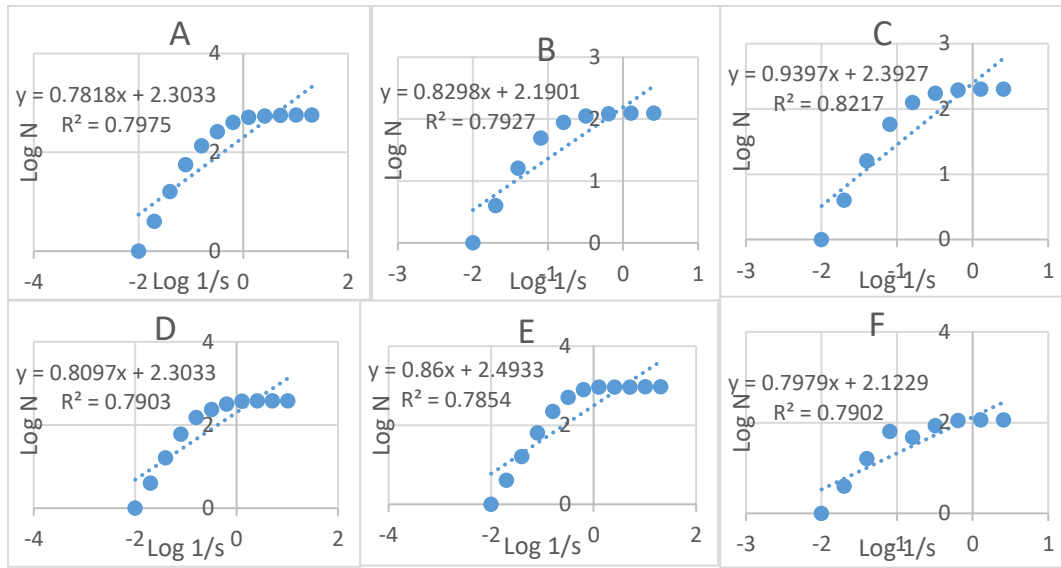 A
4
y = 0.7818x + 2.3033
R² = 0.7975
Log N
2
0
-4
-2
0
2
Log 1/s
B
3
y = 0.8298x + 2.1901
R² = 0.7927
Log N
2
1
0
-3
-2
-1
0
1
Log 1/s
C
3
y = 0.9397x + 2.3927
R² = 0.8217
Log N
2
1
0
-3
-2
-1
0
1
Log 1/s
D
4
y = 0.8097x + 2.3033
R² = 0.7903
Log N
2
0
-4
-2
0
2
Log 1/s
E
4
y = 0.86x + 2.4933
R² = 0.7854
Log N
2
0
-4
-2
0
2
Log 1/s
F
4
y = 0.7979x + 2.1229
R² = 0.7902
Log N
2
0
-3
-2
-1
0
1
Log 1/s